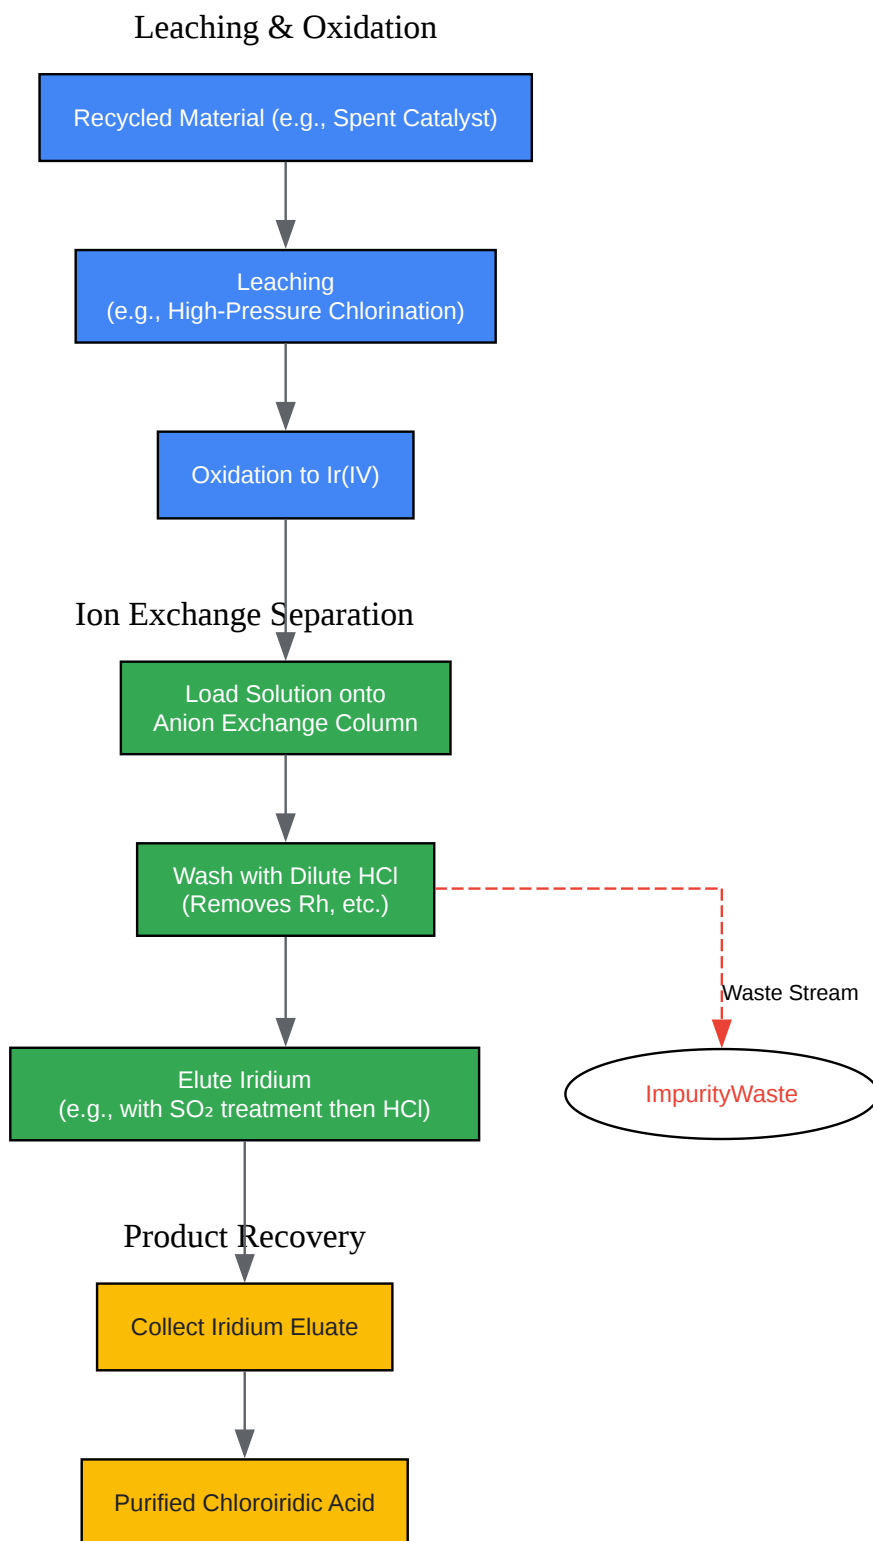 Leaching & Oxidation
Recycled Material (e.g., Spent Catalyst)
Leaching
(e.g., High-Pressure Chlorination)
Oxidation to Ir(IV)
Ion Exchange Separation
Load Solution onto
Anion Exchange Column
Wash with Dilute HCl
(Removes Rh, etc.)
Waste Stream
Elute Iridium
(e.g., with SO₂ treatment then HCl)
ImpurityWaste
Product Recovery
Collect Iridium Eluate
Purified Chloroiridic Acid